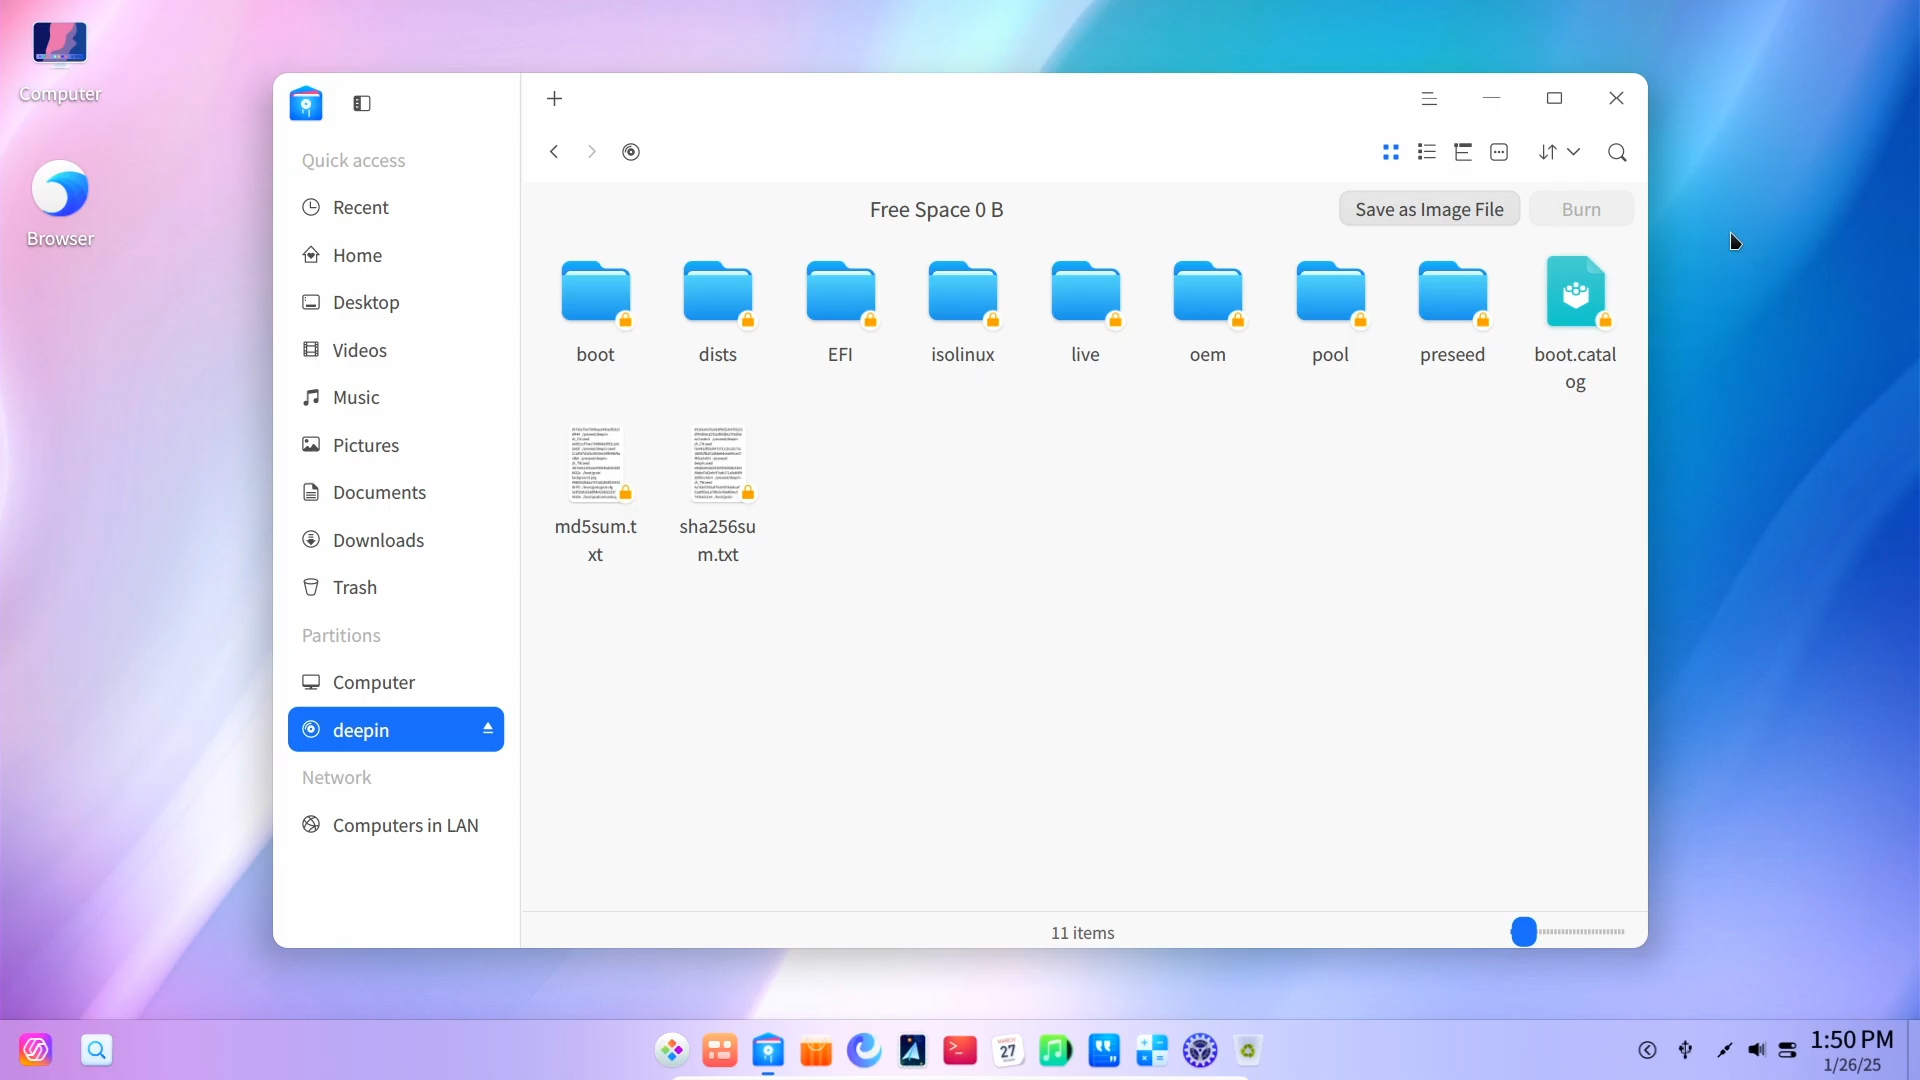 Computer
Browser
Quick access
Recent
Home
Desktop
Videos
Music
Pictures
Documents
Downloads
Trash
Partitions
Computer
deepin
Network
Computers in LAN
Free Space 0 B
Save as Image File
Burn
boot
dists
EFI
isolinux
live
oem
pool
preseed
boot.catal
og
md5sum.t
xt
sha256su
m.txt
11 items
MARCH
27
1:50 PM
1/26/25